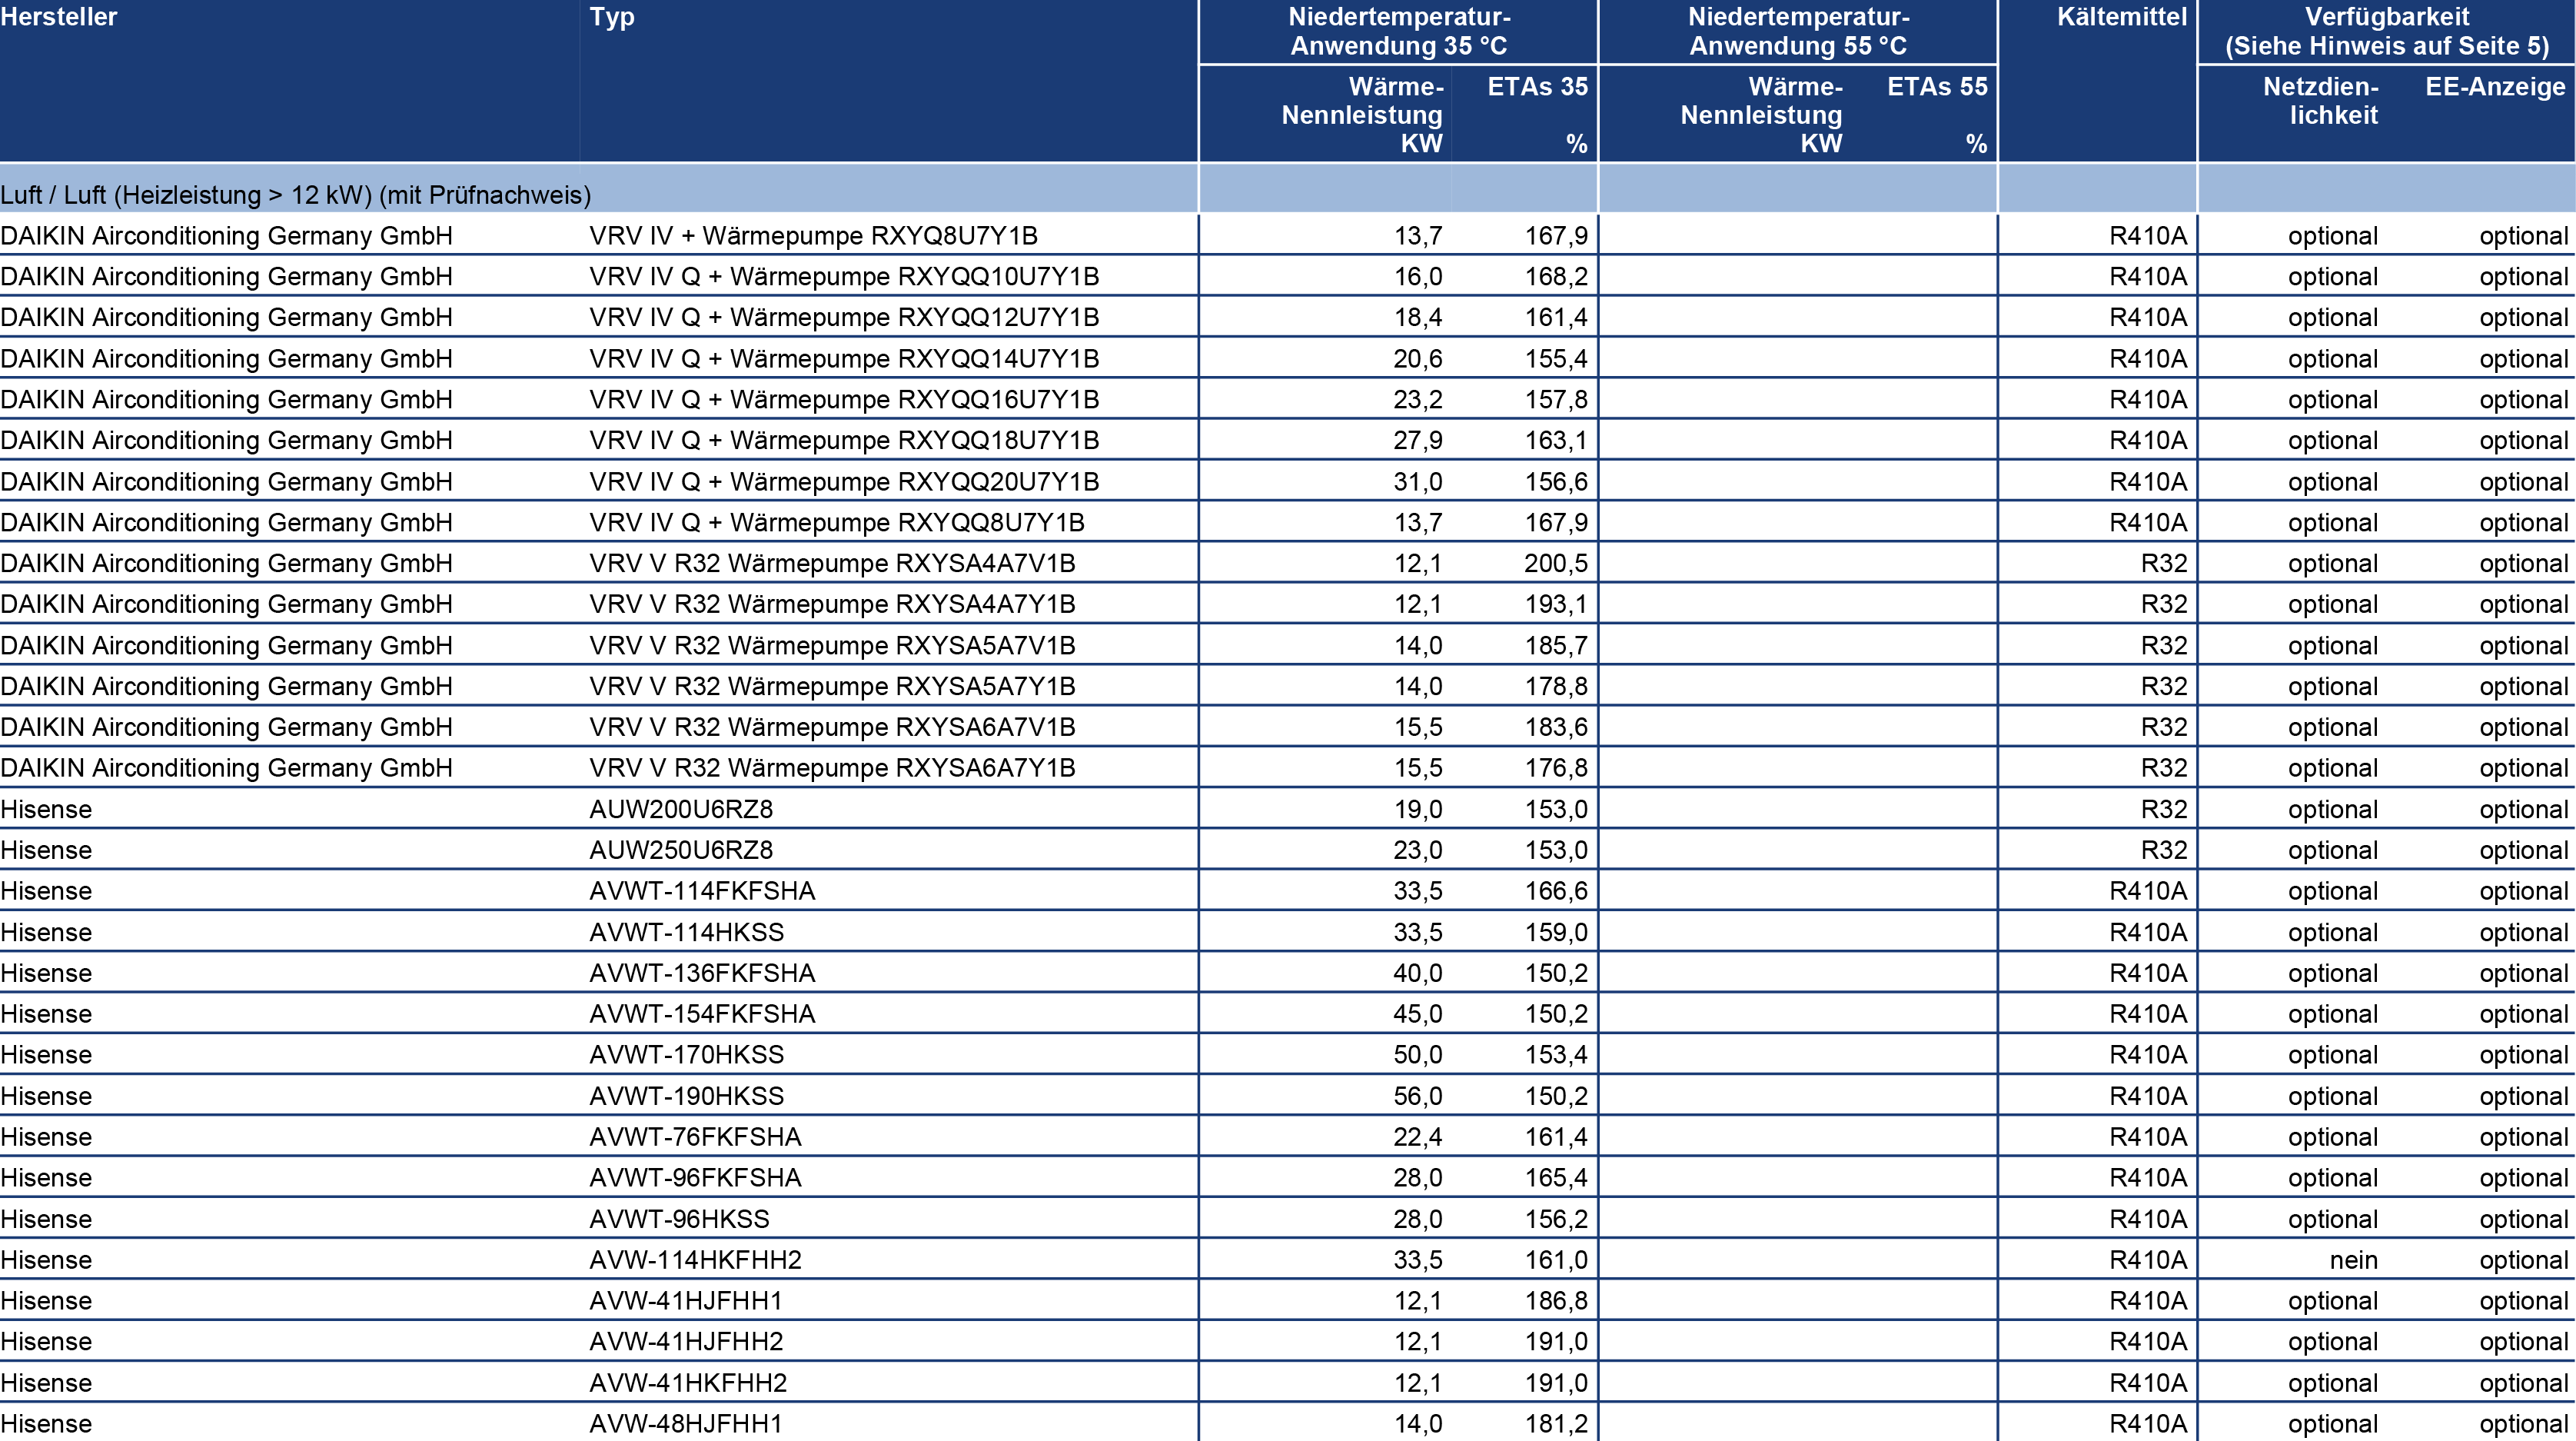 Hersteller Typ Niedertemperatur-Anwendung 35 °C Niedertemperatur-Anwendung 55 °C Kältemittel Verfügbarkeit (Siehe Hinweis auf Seite 5)
Wärme-Nennleistung KW ETAs 35 % Wärme-Nennleistung KW ETAs 55 % Netzdien-lichkeit EE-Anzeige
Luft / Luft (Heizleistung > 12 kW) (mit Prüfnachweis)
DAIKIN Airconditioning Germany GmbH VRV IV + Wärmepumpe RXYQ8U7Y1B 13,7 167,9 R410A optional optional
DAIKIN Airconditioning Germany GmbH VRV IV Q + Wärmepumpe RXYQQ10U7Y1B 16,0 168,2 R410A optional optional
DAIKIN Airconditioning Germany GmbH VRV IV Q + Wärmepumpe RXYQQ12U7Y1B 18,4 161,4 R410A optional optional
DAIKIN Airconditioning Germany GmbH VRV IV Q + Wärmepumpe RXYQQ14U7Y1B 20,6 155,4 R410A optional optional
DAIKIN Airconditioning Germany GmbH VRV IV Q + Wärmepumpe RXYQQ16U7Y1B 23,2 157,8 R410A optional optional
DAIKIN Airconditioning Germany GmbH VRV IV Q + Wärmepumpe RXYQQ18U7Y1B 27,9 163,1 R410A optional optional
DAIKIN Airconditioning Germany GmbH VRV IV Q + Wärmepumpe RXYQQ20U7Y1B 31,0 156,6 R410A optional optional
DAIKIN Airconditioning Germany GmbH VRV IV Q + Wärmepumpe RXYQQ8U7Y1B 13,7 167,9 R410A optional optional
DAIKIN Airconditioning Germany GmbH VRV V R32 Wärmepumpe RXYSA4A7V1B 12,1 200,5 R32 optional optional
DAIKIN Airconditioning Germany GmbH VRV V R32 Wärmepumpe RXYSA4A7Y1B 12,1 193,1 R32 optional optional
DAIKIN Airconditioning Germany GmbH VRV V R32 Wärmepumpe RXYSA5A7V1B 14,0 185,7 R32 optional optional
DAIKIN Airconditioning Germany GmbH VRV V R32 Wärmepumpe RXYSA5A7Y1B 14,0 178,8 R32 optional optional
DAIKIN Airconditioning Germany GmbH VRV V R32 Wärmepumpe RXYSA6A7V1B 15,5 183,6 R32 optional optional
DAIKIN Airconditioning Germany GmbH VRV V R32 Wärmepumpe RXYSA6A7Y1B 15,5 176,8 R32 optional optional
Hisense AUW200U6RZ8 19,0 153,0 R32 optional optional
Hisense AUW250U6RZ8 23,0 153,0 R32 optional optional
Hisense AVWT-114FKFSHA 33,5 166,6 R410A optional optional
Hisense AVWT-114HKSS 33,5 159,0 R410A optional optional
Hisense AVWT-136FKFSHA 40,0 150,2 R410A optional optional
Hisense AVWT-154FKFSHA 45,0 150,2 R410A optional optional
Hisense AVWT-170HKSS 50,0 153,4 R410A optional optional
Hisense AVWT-190HKSS 56,0 150,2 R410A optional optional
Hisense AVWT-76FKFSHA 22,4 161,4 R410A optional optional
Hisense AVWT-96FKFSHA 28,0 165,4 R410A optional optional
Hisense AVWT-96HKSS 28,0 156,2 R410A optional optional
Hisense AVW-114HKFHH2 33,5 161,0 R410A nein optional
Hisense AVW-41HJFHH1 12,1 186,8 R410A optional optional
Hisense AVW-41HJFHH2 12,1 191,0 R410A optional optional
Hisense AVW-41HKFHH2 12,1 191,0 R410A optional optional
Hisense AVW-48HJFHH1 14,0 181,2 R410A optional optional